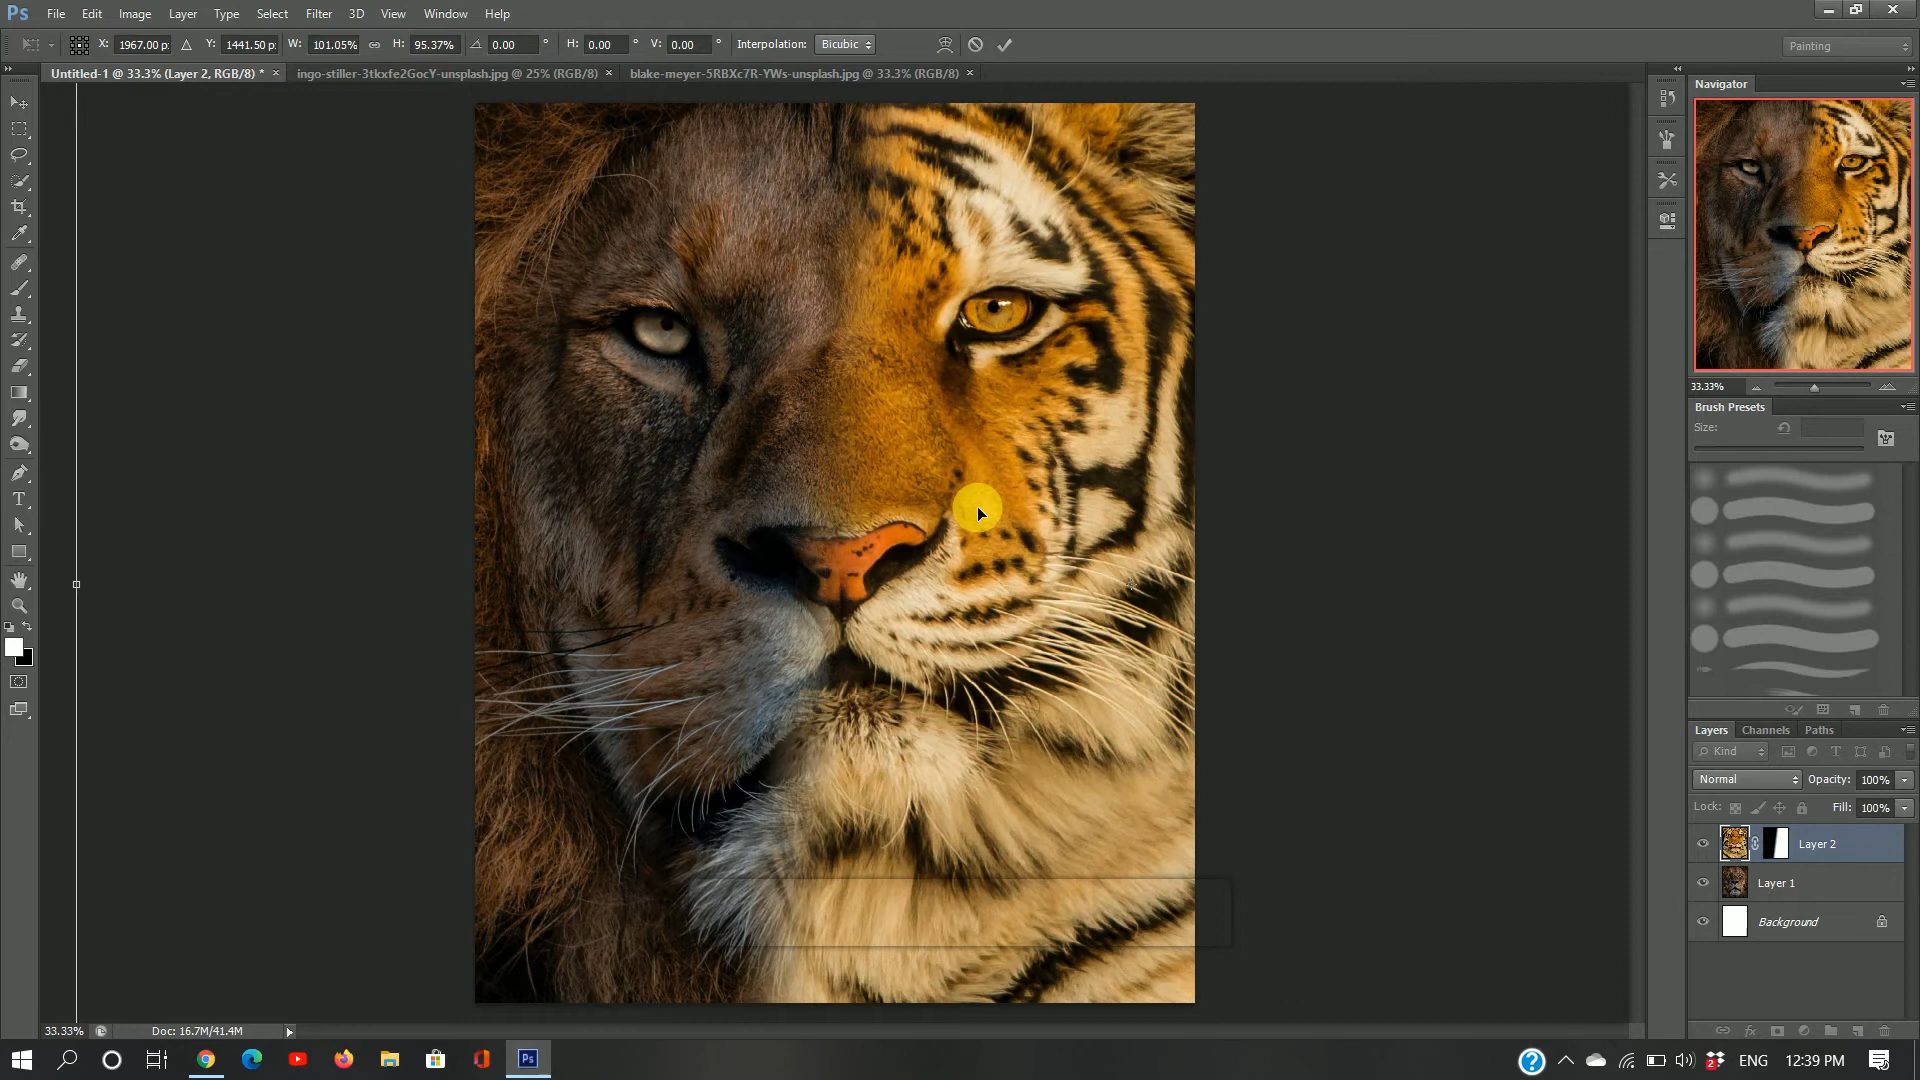 Ps File Edit Image Layer Type Select Filter 3D View Window Help
X: 1967.00 p: Y: 1441.50 p: W: 101.05% H: 95.37% 0.00 ° H: 0.00 ° V: 0.00 ° Interpolation: Bicubic Painting
Untitled-1 @ 33.3% (Layer 2, RGB/8) * × ingo-stiller-3tkxfe2GocY-unsplash.jpg @ 25% (RGB/8) × blake-meyer-5RBXc7R-YWs-unsplash.jpg @ 33.3% (RGB/8) ×
Navigator
33.33%
Brush Presets
Size:
Layers Channels Paths
Kind
Normal Opacity: 100%
Lock: Fill: 100%
Layer 2
Layer 1
Background
33.33% Doc: 16.7M/41.4M
Ps 2 ENG 12:39 PM